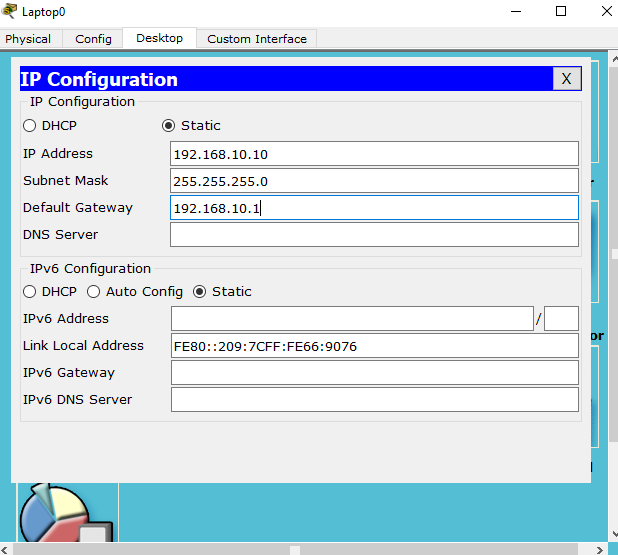 Laptop0
Physical Config Desktop Custom Interface
IP Configuration X
IP Configuration
DHCP Static
IP Address 192.168.10.10
Subnet Mask 255.255.255.0
Default Gateway 192.168.10.1
DNS Server
IPv6 Configuration
DHCP Auto Config Static
IPv6 Address /
Link Local Address FE80::209:7CFF:FE66:9076
IPv6 Gateway
IPv6 DNS Server
or